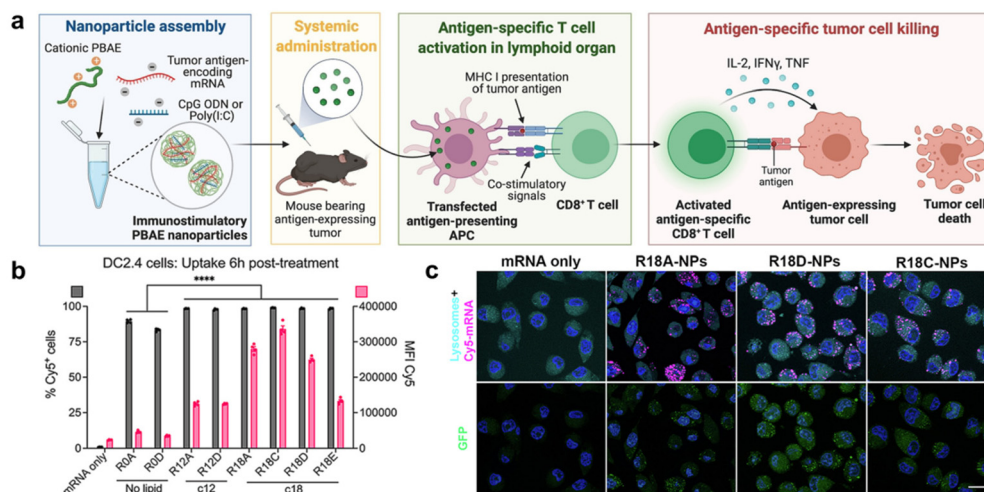 a
Nanoparticle assembly
Cationic PBAE
Tumor antigen-
encoding
mRNA
CpG ODN or
Poly(I:C)
Immunostimulatory
PBAE nanoparticles
Systemic
administration
Mouse bearing
antigen-expressing
tumor
Antigen-specific T cell
activation in lymphoid organ
MHC I presentation
of tumor antigen
Co-stimulatory
signals
Transfected
antigen-presenting
APC
CD8⁺ T cell
Antigen-specific tumor cell killing
IL-2, IFNγ, TNF
Tumor
antigen
Activated
antigen-specific
CD8⁺ T cell
Antigen-expressing
tumor cell
Tumor cell
death
b
DC2.4 cells: Uptake 6h post-treatment
****
% Cy5⁺ cells
100
75
50
25
0
MFI Cy5
400000
300000
200000
100000
0
mRNA only
R0A
R0D
R12A
R12D
R18A
R18C
R18D
R18E
No lipid
c12
c18
c
mRNA only
R18A-NPs
R18D-NPs
R18C-NPs
Lysosomes+
Cy5-mRNA
GFP